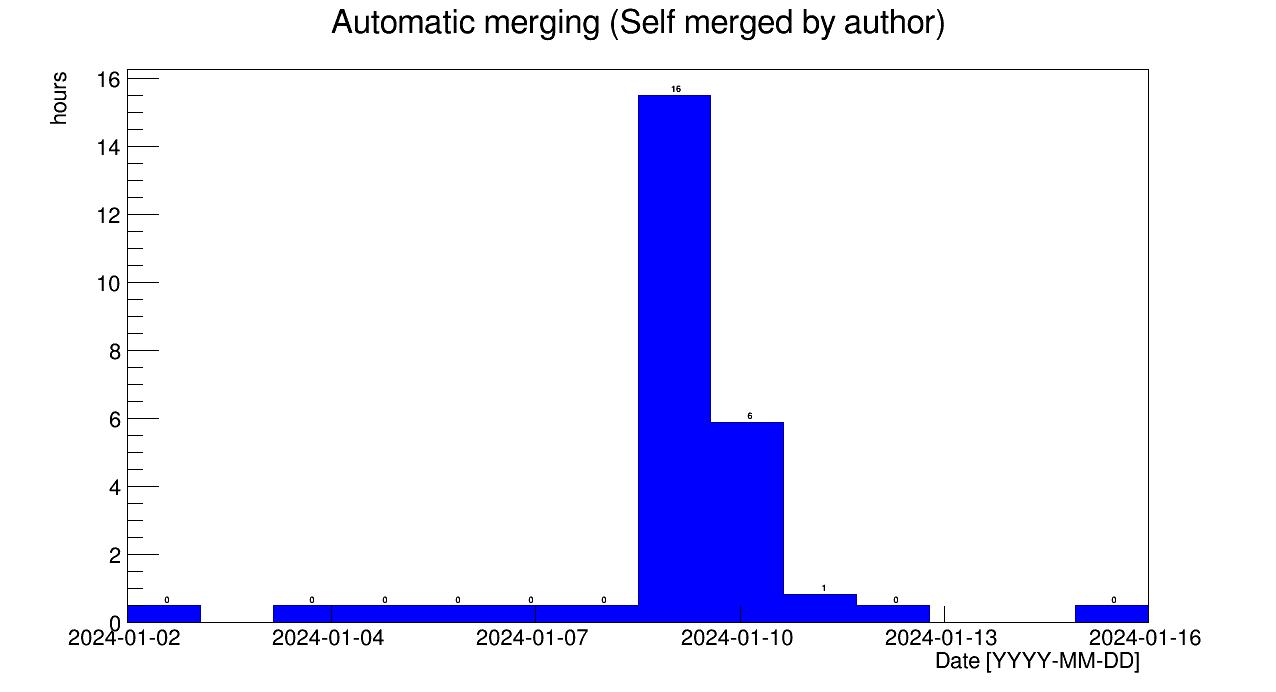 Automatic merging (Self merged by author)
hours
16
14
12
10
8
6
4
2
0
0 0 0 0 0 0 16 6 1 0 0
2024-01-02 2024-01-04 2024-01-07 2024-01-10 2024-01-13 2024-01-16
Date [YYYY-MM-DD]